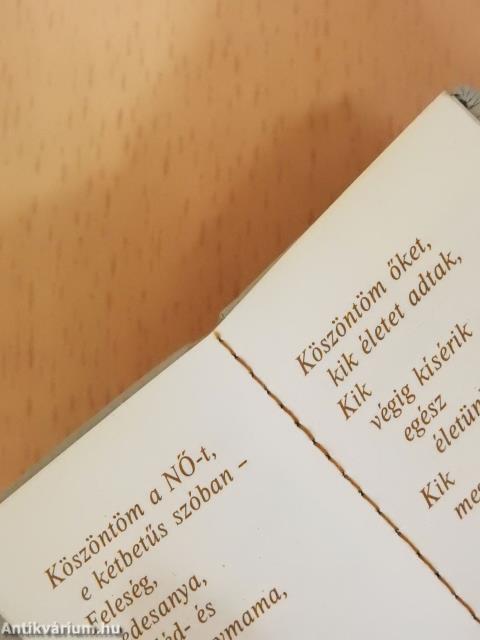 Köszöntöm a NŐ-t,
e kétbetűs szóban –
Feleség,
Köszöntöm őket,
kik életet adtak,
Kik
végig kísérik
egész
Kik
Antikvárium.hu